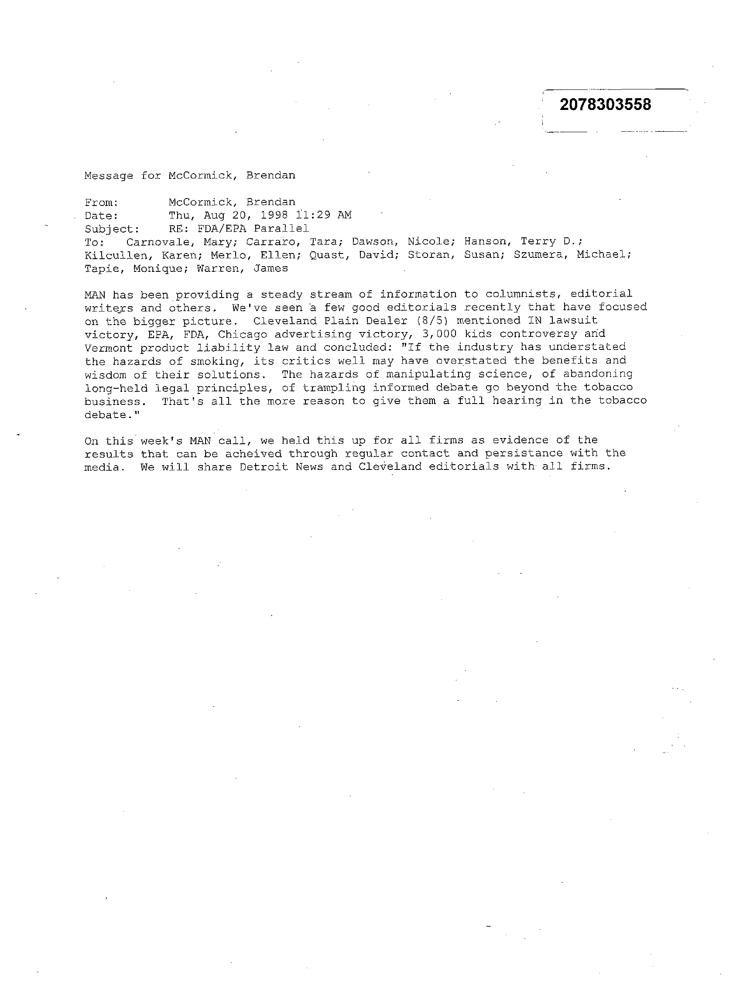 2078303558
Message for McCormick, Brendan
From: McCormick, Brendan
Date: Thu, Aug 20, 1998 11:29 AM
Subject: RE: FDA/EPA Parallel
To: Carnovale, Mary; Carraro, Tara; Dawson, Nicole; Hanson, Terry D.;
Kilcullen, Karen; Merlo, Ellen; Quast, David; Storan, Susan; Szumera, Michael;
Tapie, Monique; Warren, James
MAN has been providing a steady stream of information to columnists, editorial
writers and others. We've seen a few good editorials recently that have focused
on the bigger picture. Cleveland Plain Dealer (8/5) mentioned IN lawsuit
victory, EPA, FDA, Chicago advertising victory, 3,000 kids controversy and
Vermont product liability law and concluded: "If the industry has understated
the hazards of smoking, its critics well may have overstated the benefits and
wisdom of their solutions. The hazards of manipulating science, of abandoning
long-held legal principles, of trampling informed debate go beyond the tobacco
business. That's all the more reason to give them a full hearing in the tobacco
debate."
On this week's MAN call, we held this up for all firms as evidence of the
results that can be acheived through regular contact and persistance with the
media. We will share Detroit News and Cleveland editorials with all firms.